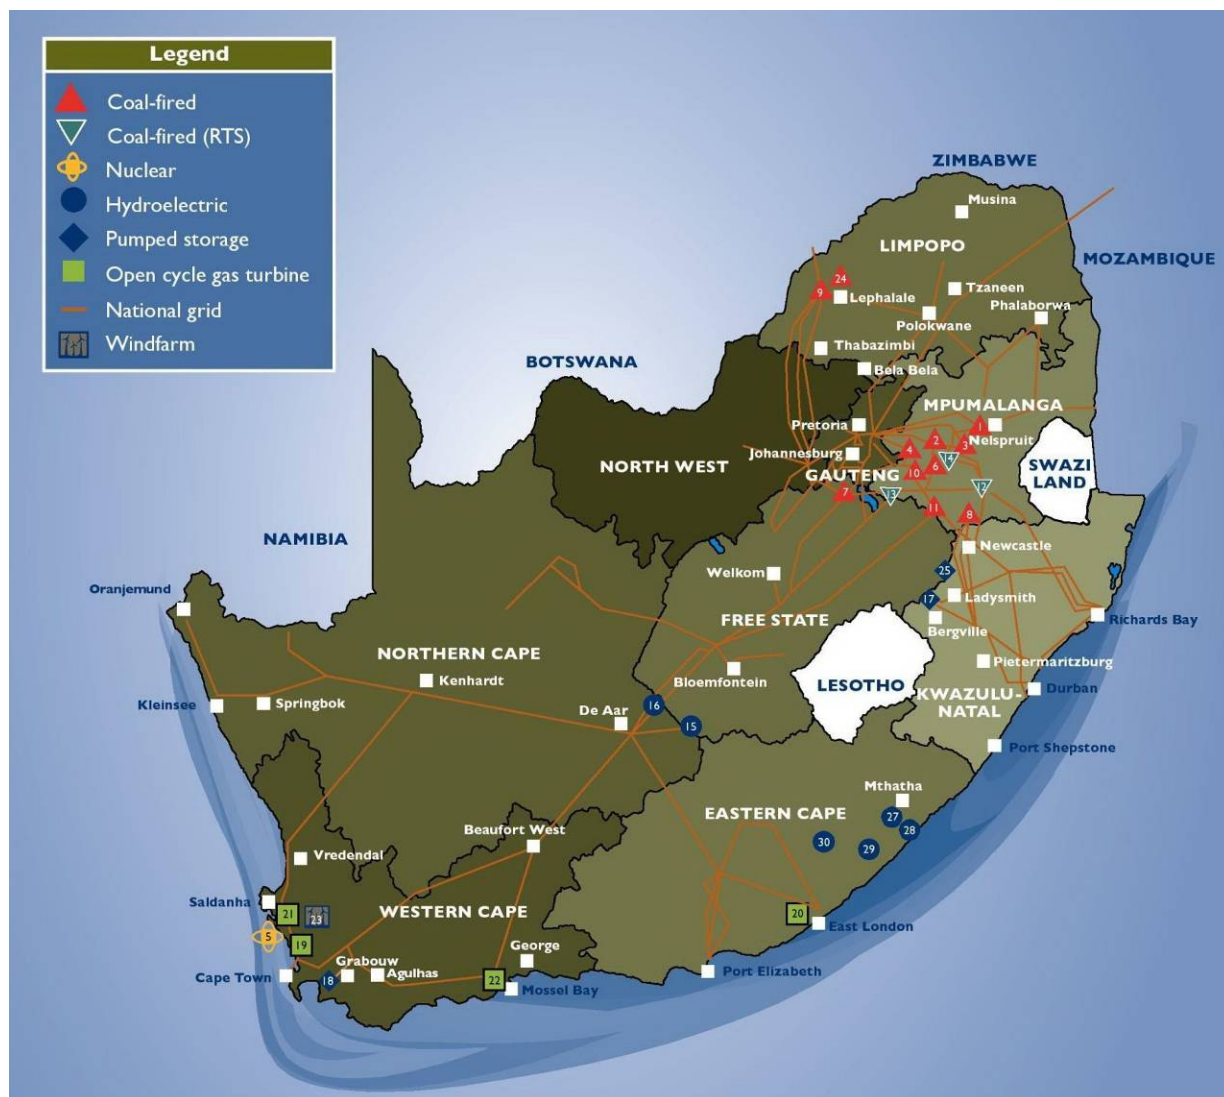 Legend
Coal-fired
Coal-fired (RTS)
Nuclear
Hydroelectric
Pumped storage
Open cycle gas turbine
National grid
Windfarm
ZIMBABWE
Musina
LIMPOPO
MOZAMBIQUE
24
9
Lephalale
Tzaneen
Phalaborwa
Polokwane
Thabazimbi
BOTSWANA
Bela Bela
MPUMALANGA
Pretoria
1
2
3
Nelspruit
4
Johannesburg
14
6
NORTH WEST
GAUTENG
10
SWAZI
LAND
7
13
12
11
8
NAMIBIA
Newcastle
Welkom
25
Oranjemund
17
Ladysmith
FREE STATE
Bergville
Richards Bay
NORTHERN CAPE
Pietermaritzburg
Kenhardt
Bloemfontein
LESOTHO
Durban
KWAZULU-
NATAL
Kleinsee
Springbok
De Aar
16
15
Port Shepstone
Mthatha
EASTERN CAPE
27
28
Beaufort West
30
29
Vredendal
Saldanha
21
23
WESTERN CAPE
20
East London
5
19
George
Grabouw
Cape Town
18
Agulhas
22
Mossel Bay
Port Elizabeth